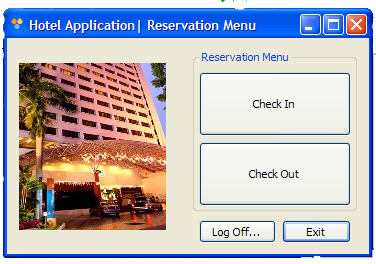 Hotel Application| Reservation Menu
Reservation Menu
Check In
Check Out
Log Off...
Exit